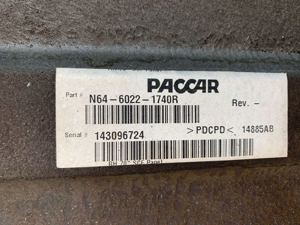 PACCAR
Part # N64-6022-1740R Rev. -
Serial # 143096724 >PDCPD< 14885AB